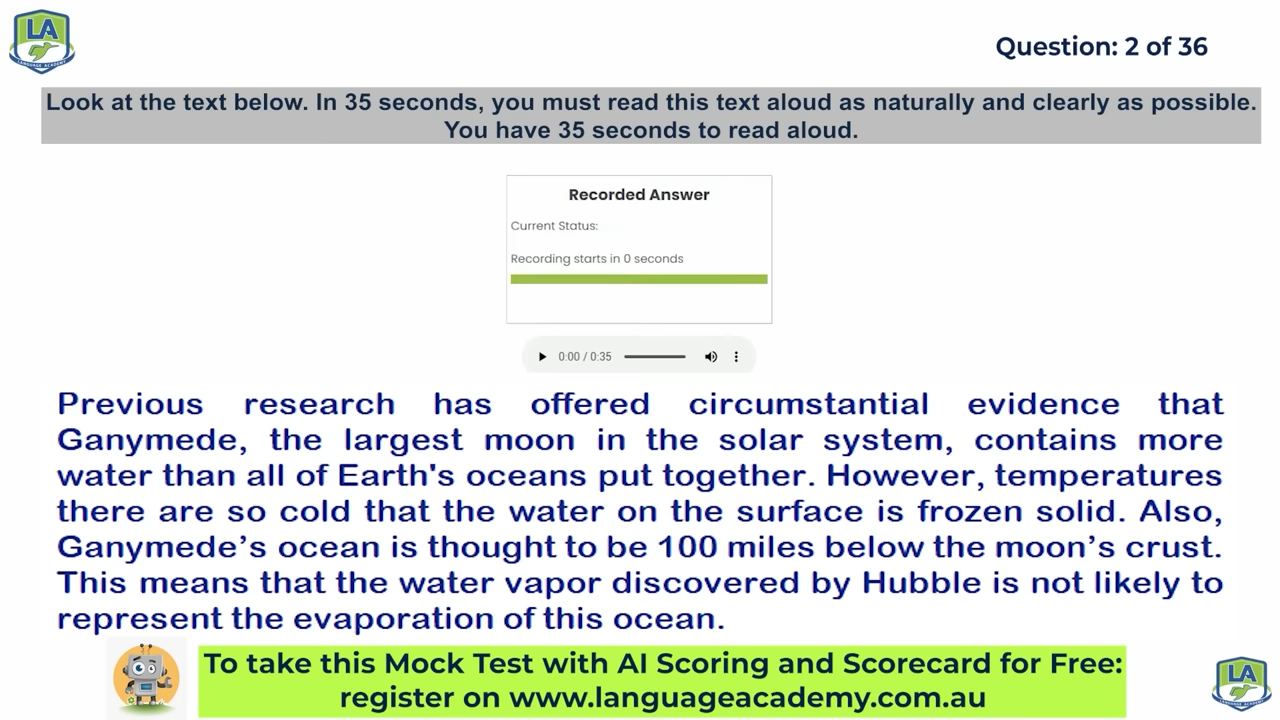 LA
LANGUAGE ACADEMY
Question: 2 of 36
Look at the text below. In 35 seconds, you must read this text aloud as naturally and clearly as possible.
You have 35 seconds to read aloud.
Recorded Answer
Current Status:
Recording starts in 0 seconds
0:00 / 0:35
Previous research has offered circumstantial evidence that
Ganymede, the largest moon in the solar system, contains more
water than all of Earth's oceans put together. However, temperatures
there are so cold that the water on the surface is frozen solid. Also,
Ganymede’s ocean is thought to be 100 miles below the moon’s crust.
This means that the water vapor discovered by Hubble is not likely to
represent the evaporation of this ocean.
To take this Mock Test with AI Scoring and Scorecard for Free:
register on www.languageacademy.com.au
LA
LANGUAGE ACADEMY